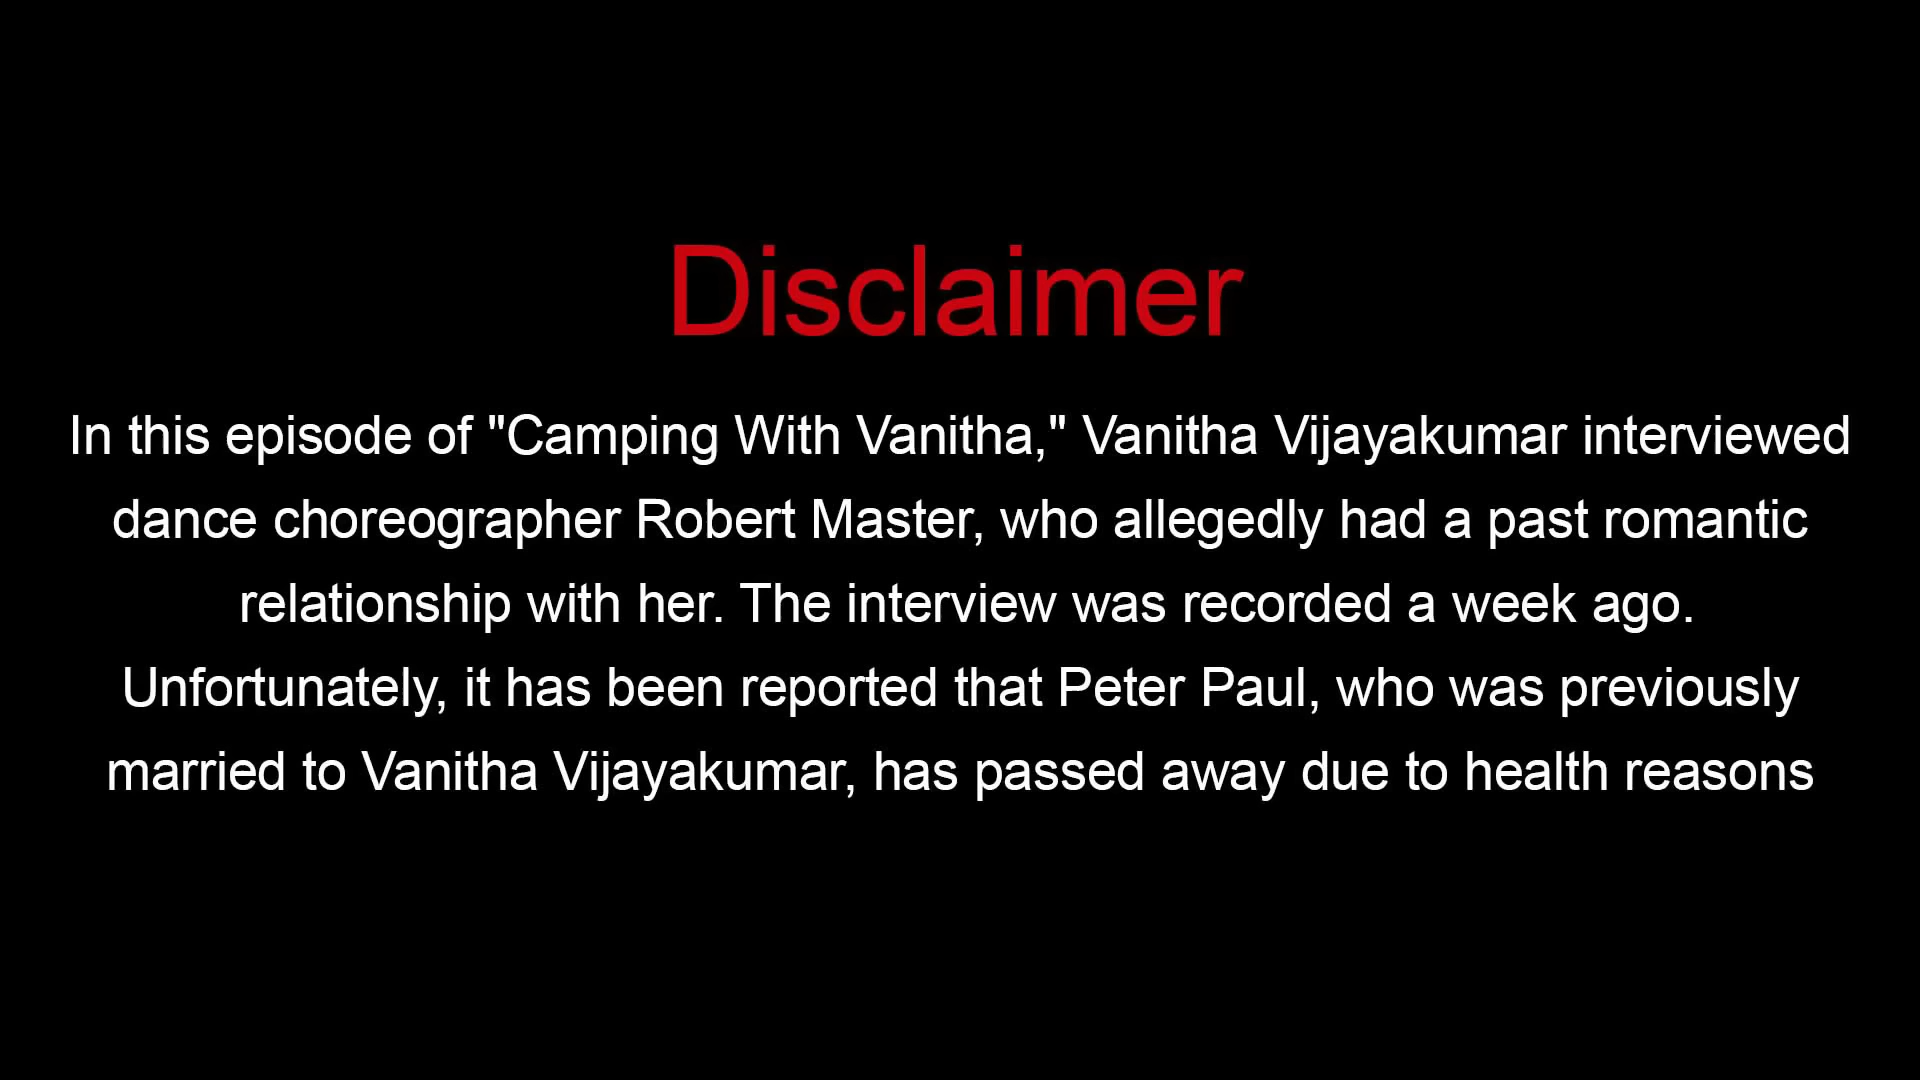 Disclaimer
In this episode of "Camping With Vanitha," Vanitha Vijayakumar interviewed
dance choreographer Robert Master, who allegedly had a past romantic
relationship with her. The interview was recorded a week ago.
Unfortunately, it has been reported that Peter Paul, who was previously
married to Vanitha Vijayakumar, has passed away due to health reasons